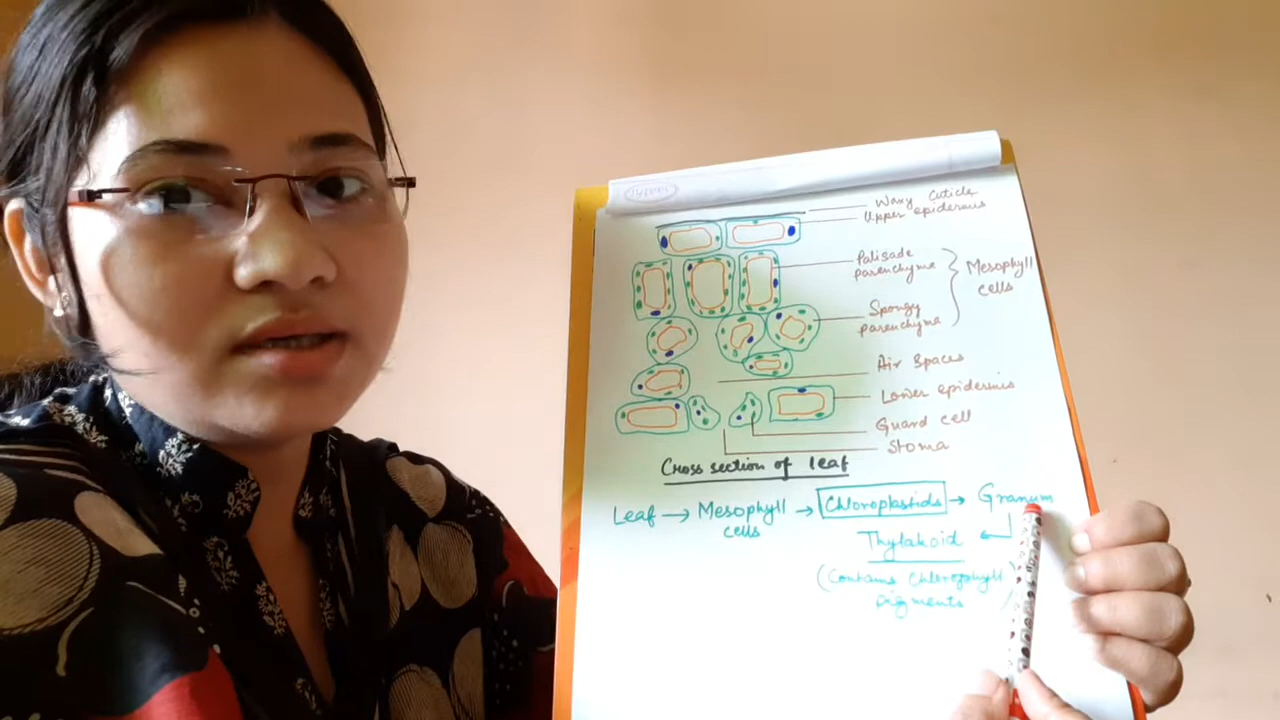 Waxy cuticle
Upper epidermis
Palisade
parenchyma
Mesophyll
cells
Spongy
parenchyma
Air Spaces
Lower epidermis
Guard cell
Stoma
Cross section of leaf
Leaf → Mesophyll → Chloroplastids → Granum
cells
Thylakoid
(Contains Chlorophyll)
pigments